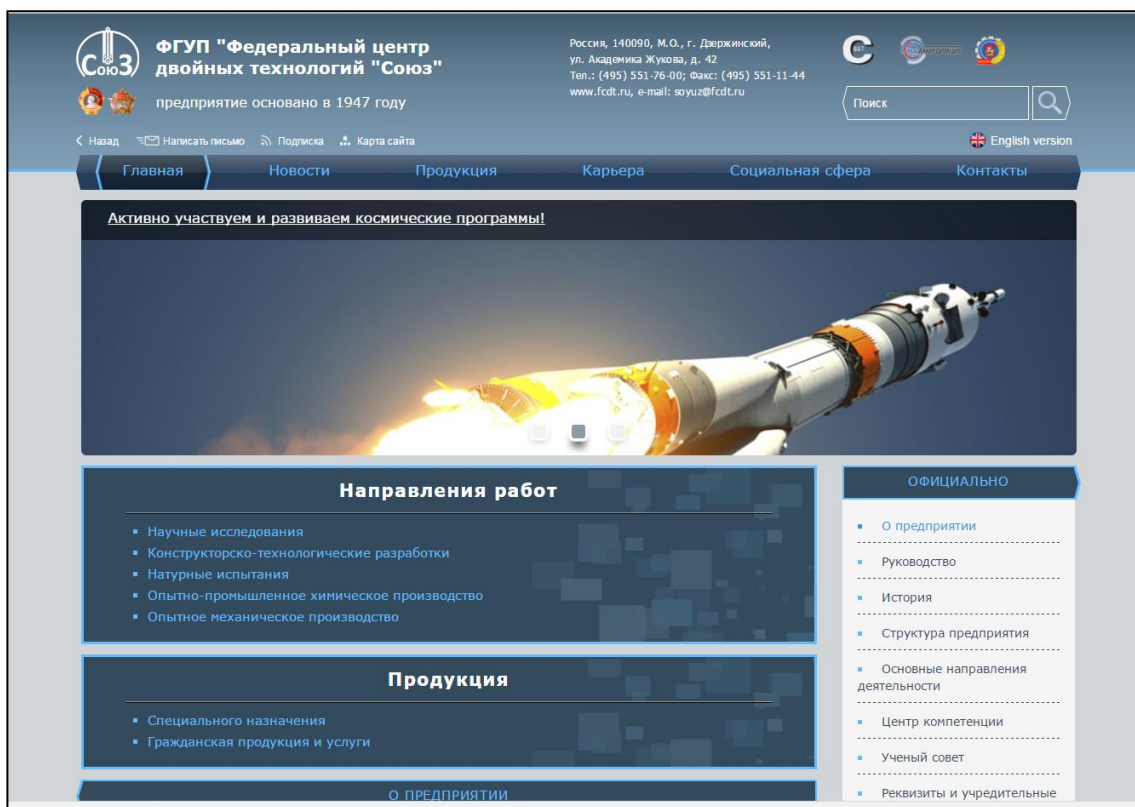 СОЮЗ
ФГУП "Федеральный центр
двойных технологий "Союз"
предприятие основано в 1947 году
Россия, 140090, М.О., г. Дзержинский,
ул. Академика Жукова, д. 42
Тел.: (495) 551-76-00; Факс: (495) 551-11-44
www.fcdt.ru, e-mail: soyuz@fcdt.ru
Поиск
Назад Написать письмо Подписка Карта сайта
English version
Главная Новости Продукция Карьера Социальная сфера Контакты
Активно участвуем и развиваем космические программы!
Направления работ
Научные исследования
Конструкторско-технологические разработки
Натурные испытания
Опытно-промышленное химическое производство
Опытное механическое производство
Продукция
Специального назначения
Гражданская продукция и услуги
О ПРЕДПРИЯТИИ
ОФИЦИАЛЬНО
О предприятии
Руководство
История
Структура предприятия
Основные направления
деятельности
Центр компетенции
Ученый совет
Реквизиты и учредительные